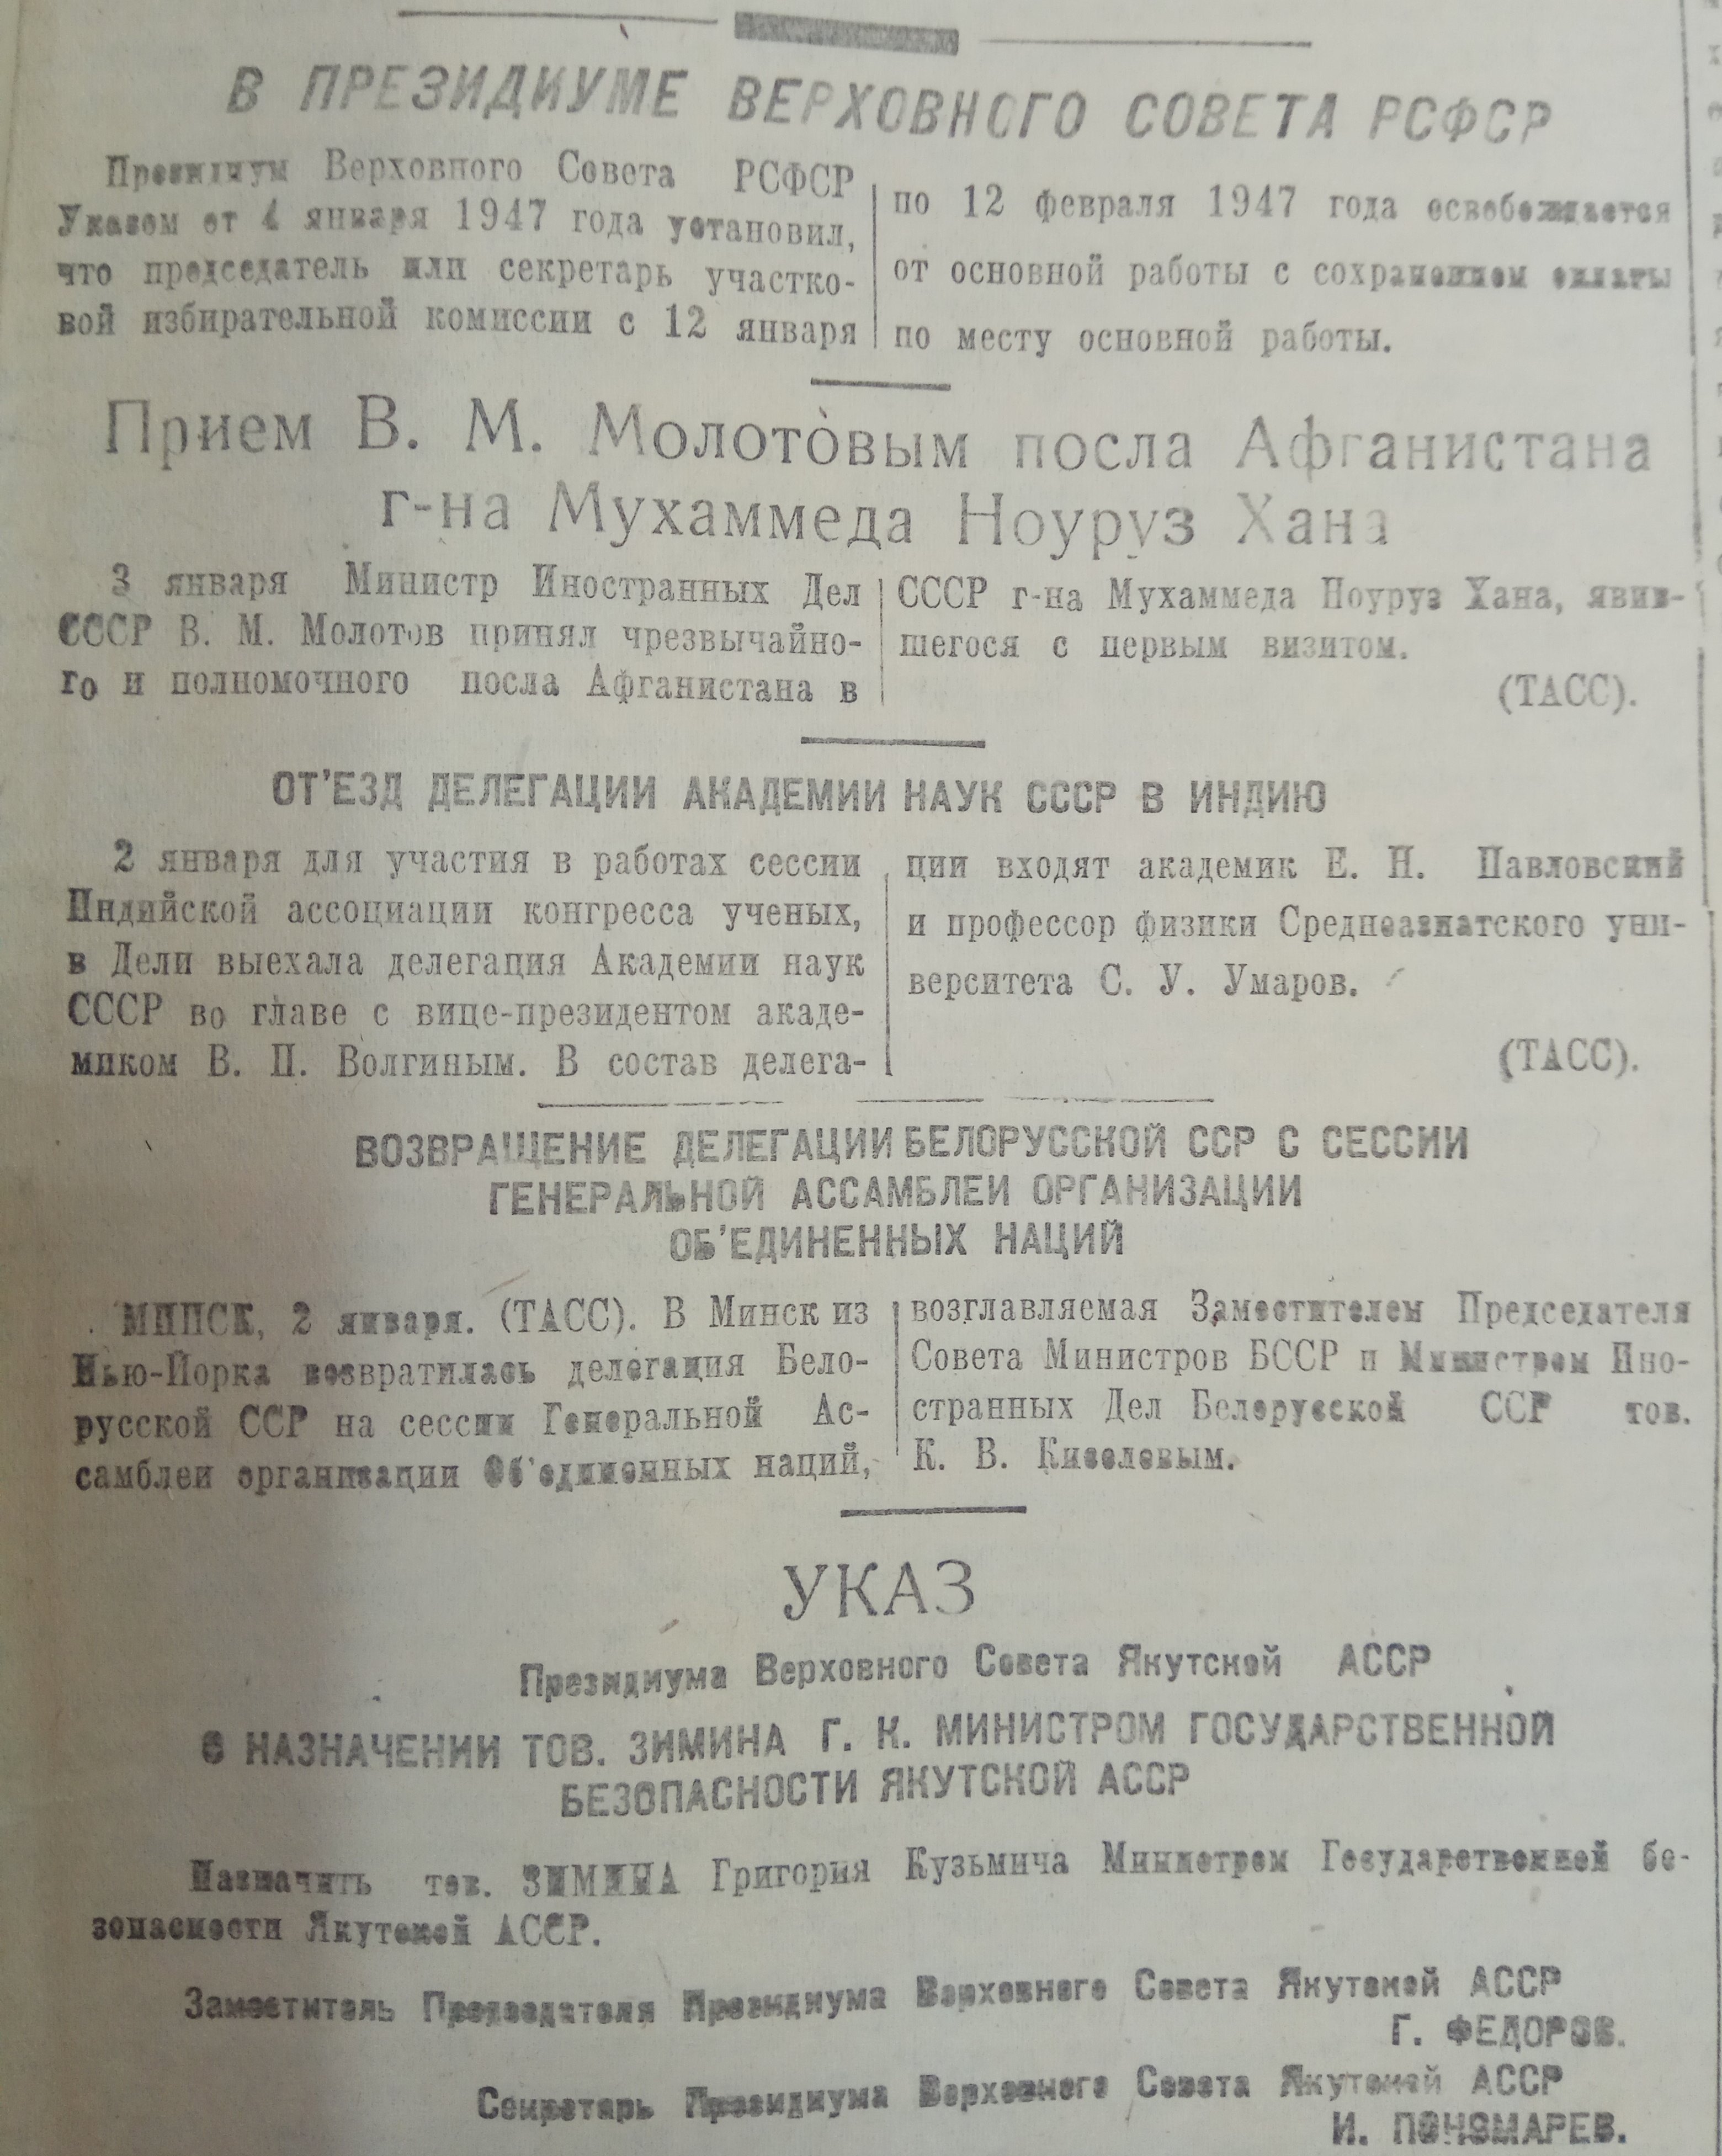 В ПРЕЗИДИУМЕ ВЕРХОВНОГО СОВЕТА РСФСР
Президиум Верховного Совета РСФСР
Указом от 4 января 1947 года установил,
что председатель или секретарь участко-
вой избирательной комиссии с 12 января
по 12 февраля 1947 года освобождается
от основной работы с сохранением оплаты
по месту основной работы.
Прием В. М. Молотовым посла Афганистана
г-на Мухаммеда Ноуруз Хана
3 января Министр Иностранных Дел
СССР В. М. Молотов принял чрезвычайно-
го и полномочного посла Афганистана в
СССР г-на Мухаммеда Ноуруз Хана, явив-
шегося с первым визитом.
(ТАСС).
ОТ'ЕЗД ДЕЛЕГАЦИИ АКАДЕМИИ НАУК СССР В ИНДИЮ
2 января для участия в работах сессии
Индийской ассоциации конгресса ученых,
в Дели выехала делегация Академии наук
СССР во главе с вице-президентом акаде-
миком В. П. Волгиным. В состав делега-
ции входят академик Е. Н. Павловский
и профессор физики Среднеазиатского уни-
верситета С. У. Умаров.
(ТАСС).
ВОЗВРАЩЕНИЕ ДЕЛЕГАЦИИ БЕЛОРУССКОЙ ССР С СЕССИИ
ГЕНЕРАЛЬНОЙ АССАМБЛЕИ ОРГАНИЗАЦИИ
ОБ'ЕДИНЕННЫХ НАЦИЙ
МИНСК, 2 января. (ТАСС). В Минск из
Нью-Йорка возвратилась делегация Бело-
русской ССР на сессии Генеральной Ас-
самблеи организации Об'единенных наций,
возглавляемая Заместителем Председателя
Совета Министров БССР и Министром Ино-
странных Дел Белорусской ССР тов.
К. В. Киселевым.
УКАЗ
Президиума Верховного Совета Якутской АССР
О НАЗНАЧЕНИИ ТОВ. ЗИМИНА Г. К. МИНИСТРОМ ГОСУДАРСТВЕННОЙ
БЕЗОПАСНОСТИ ЯКУТСКОЙ АССР
Назначить тов. ЗИМИНА Григория Кузьмича Министром Государственной бе-
зопасности Якутской АССР.
Заместитель Председателя Президиума Верховного Совета Якутской АССР
Г. ФЕДОРОВ.
Секретарь Президиума Верховного Совета Якутской АССР
И. ПОНОМАРЕВ.